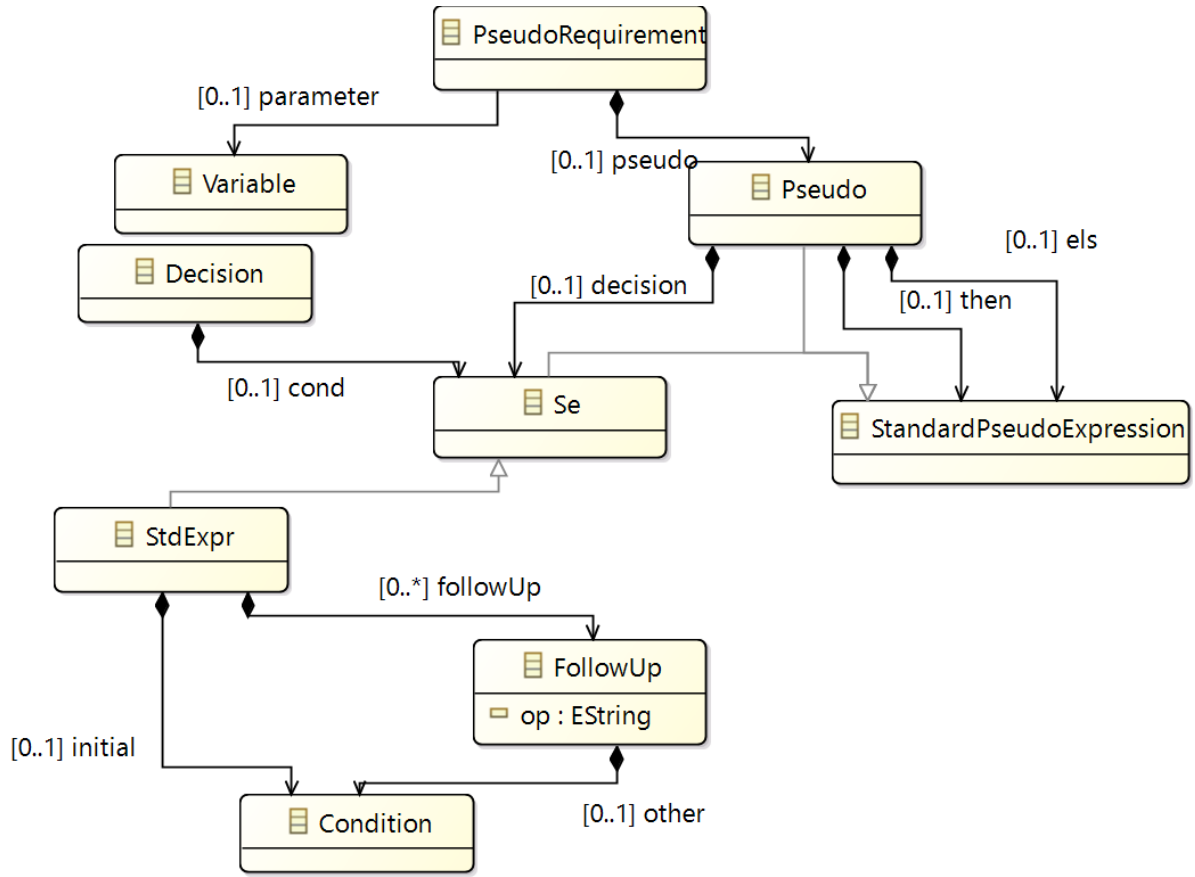 PseudoRequirement
[0..1] parameter
[0..1] pseudo
Variable
Pseudo
[0..1] els
Decision
[0..1] decision
[0..1] then
[0..1] cond
Se
StandardPseudoExpression
StdExpr
[0..*] followUp
FollowUp
op : EString
[0..1] initial
[0..1] other
Condition